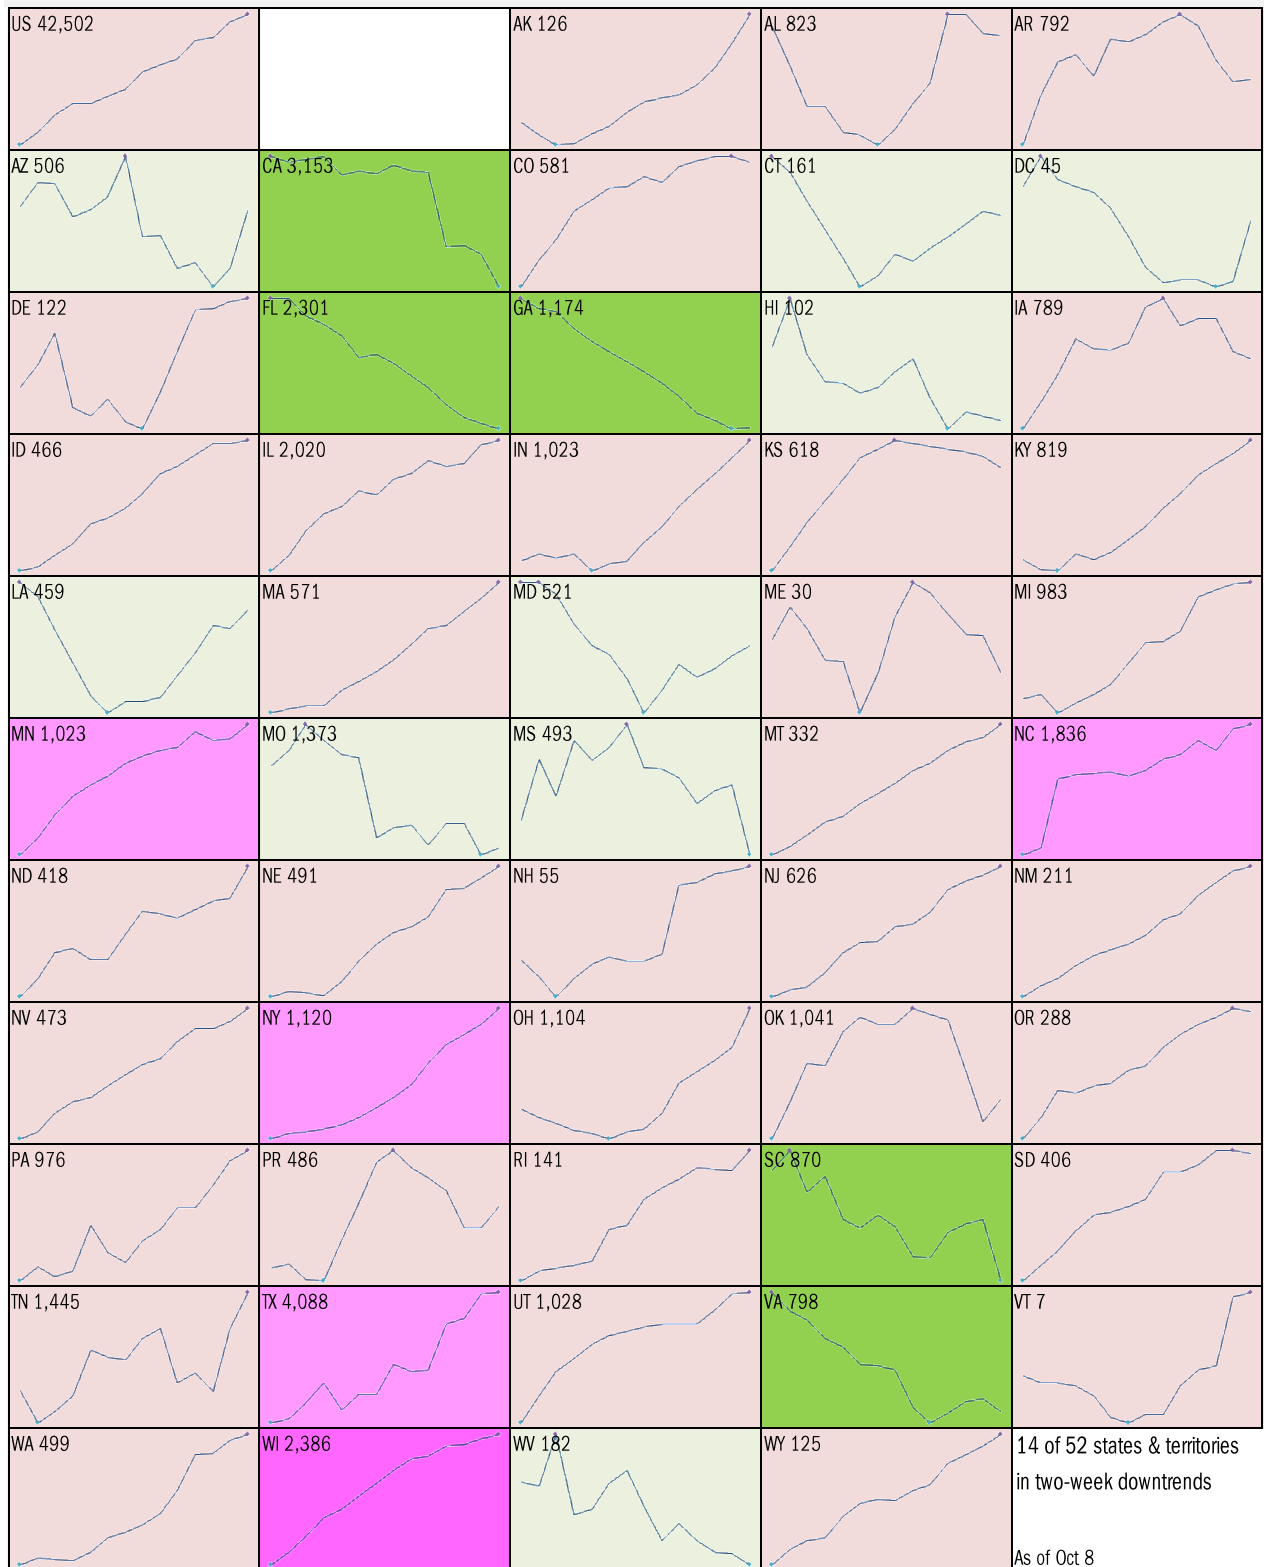 US 42,502
AK 126
AL 823
AR 792
AZ 506
CA 3,153
CO 581
CT 161
DC 45
DE 122
FL 2,301
GA 1,174
HI 102
IA 789
ID 466
IL 2,020
IN 1,023
KS 618
KY 819
LA 459
MA 571
MD 521
ME 30
MI 983
MN 1,023
MO 1,373
MS 493
MT 332
NC 1,836
ND 418
NE 491
NH 55
NJ 626
NM 211
NV 473
NY 1,120
OH 1,104
OK 1,041
OR 288
PA 976
PR 486
RI 141
SC 870
SD 406
TN 1,445
TX 4,088
UT 1,028
VA 798
VT 7
WA 499
WI 2,386
WV 182
WY 125
14 of 52 states & territories
in two-week downtrends
As of Oct 8